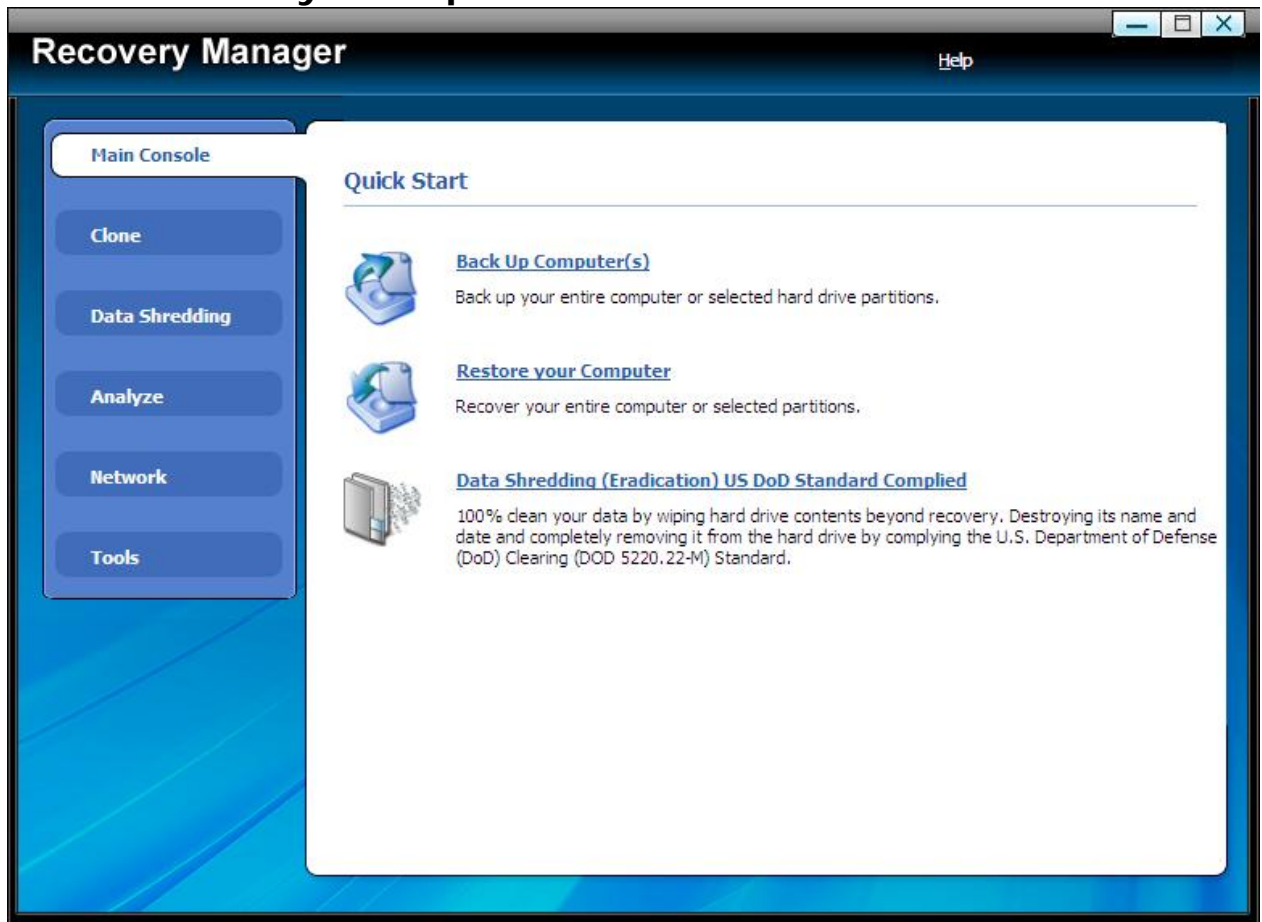 Recovery Manager
Help
Main Console
Clone
Data Shredding
Analyze
Network
Tools
Quick Start
Back Up Computer(s)
Back up your entire computer or selected hard drive partitions.
Restore your Computer
Recover your entire computer or selected partitions.
Data Shredding (Eradication) US DoD Standard Complied
100% clean your data by wiping hard drive contents beyond recovery. Destroying its name and
date and completely removing it from the hard drive by complying the U.S. Department of Defense
(DoD) Clearing (DOD 5220.22-M) Standard.